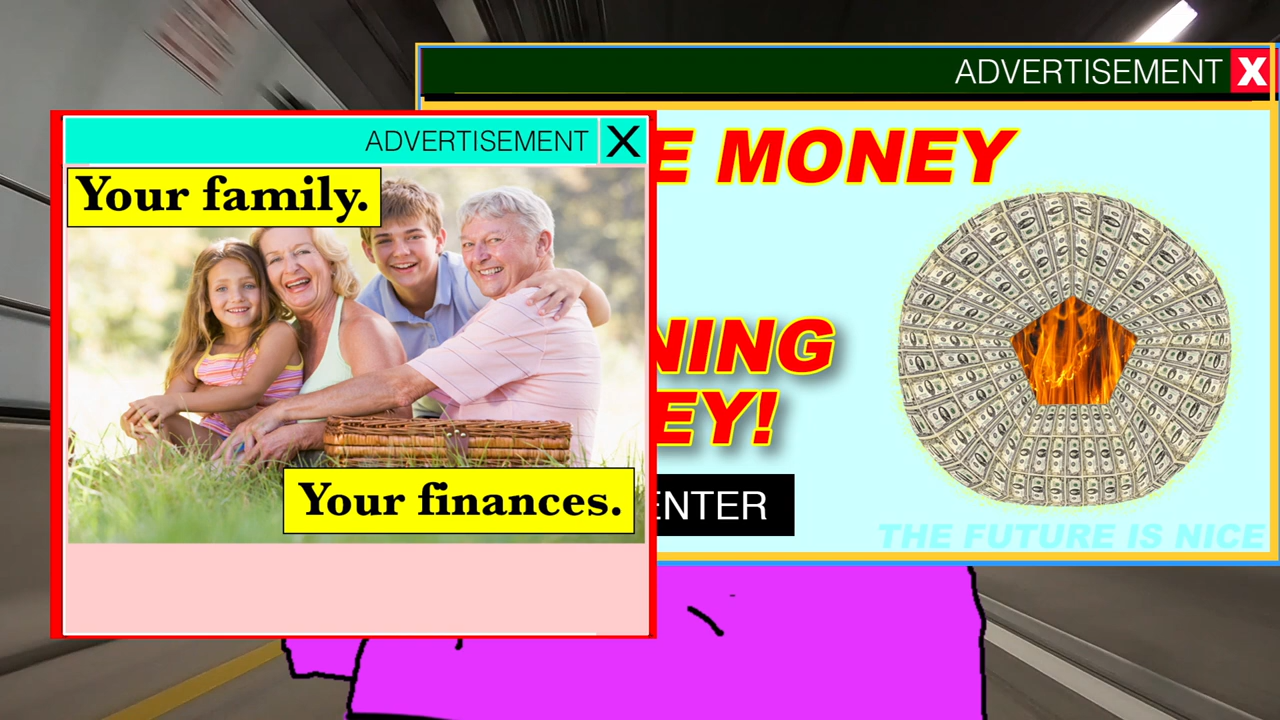 ADVERTISEMENT X
ADVERTISEMENT X
Your family.
Your finances.
E MONEY
NING
EY!
ENTER
THE FUTURE IS NICE